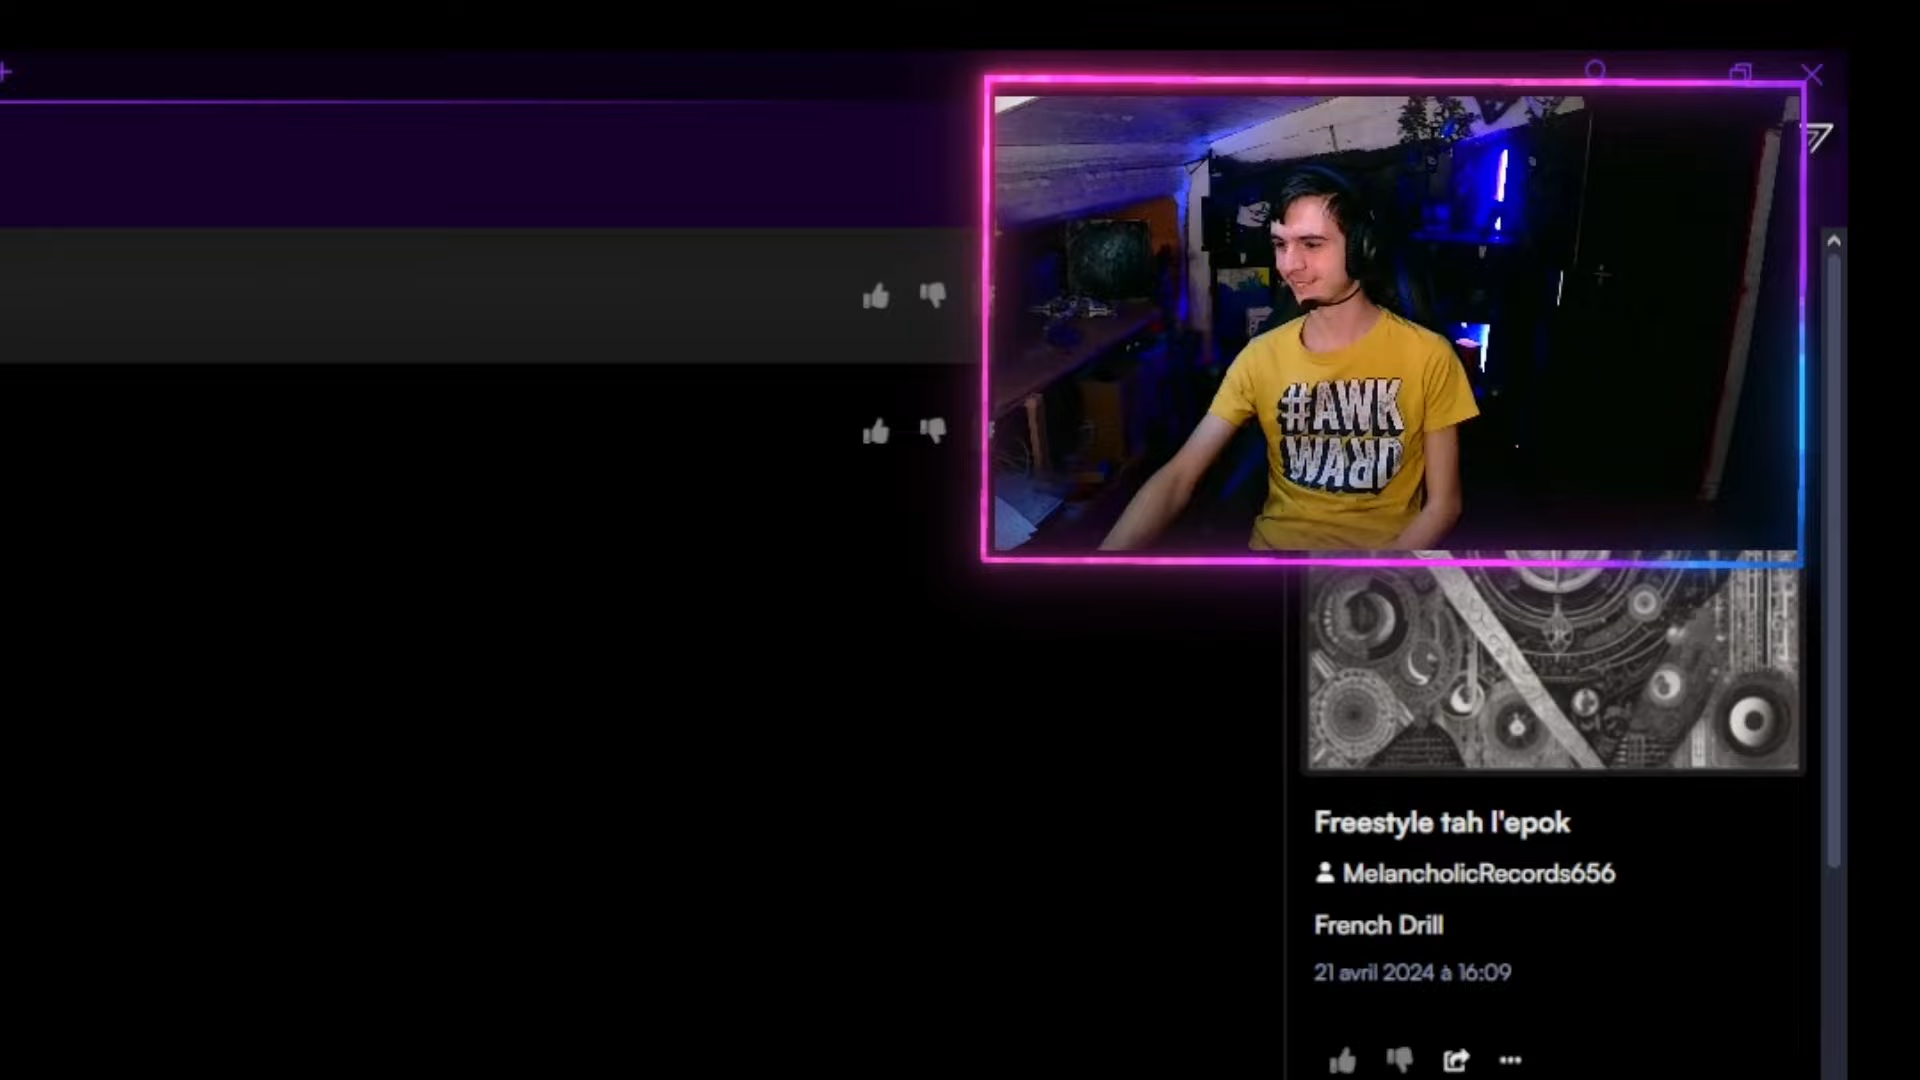 #AWK
WARD
Freestyle tah l'epok
MelancholicRecords656
French Drill
21 avril 2024 à 16:09